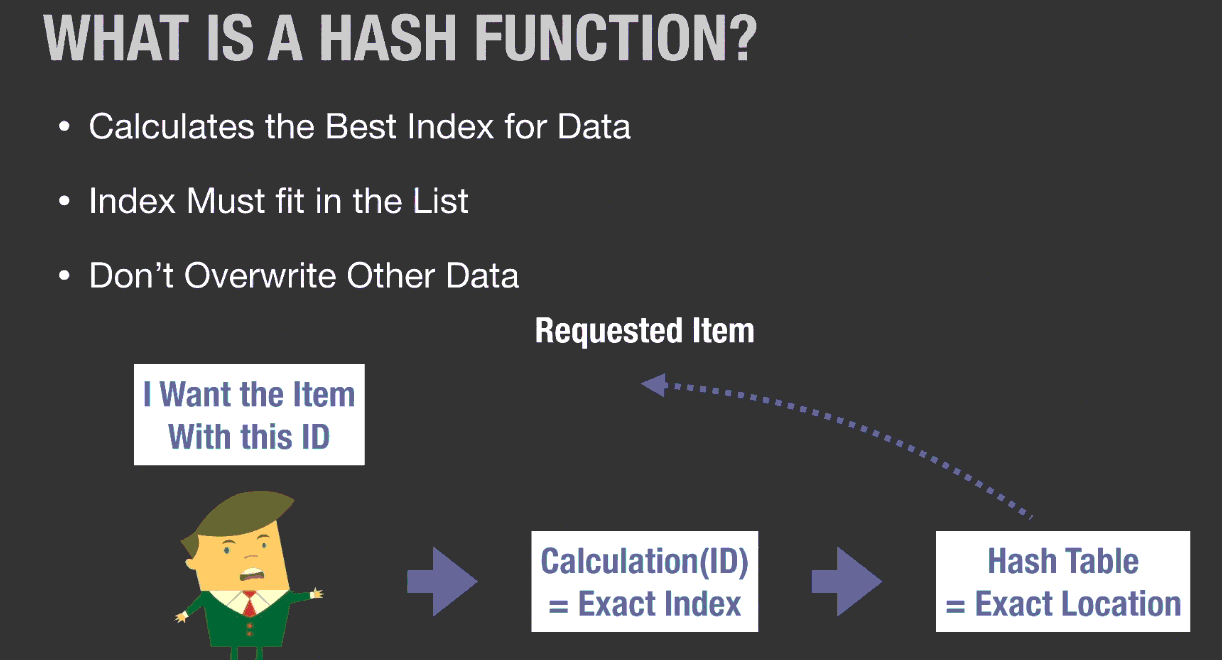 WHAT IS A HASH FUNCTION?
• Calculates the Best Index for Data
• Index Must fit in the List
• Don’t Overwrite Other Data
Requested Item
I Want the Item
With this ID
Calculation(ID)
= Exact Index
Hash Table
= Exact Location